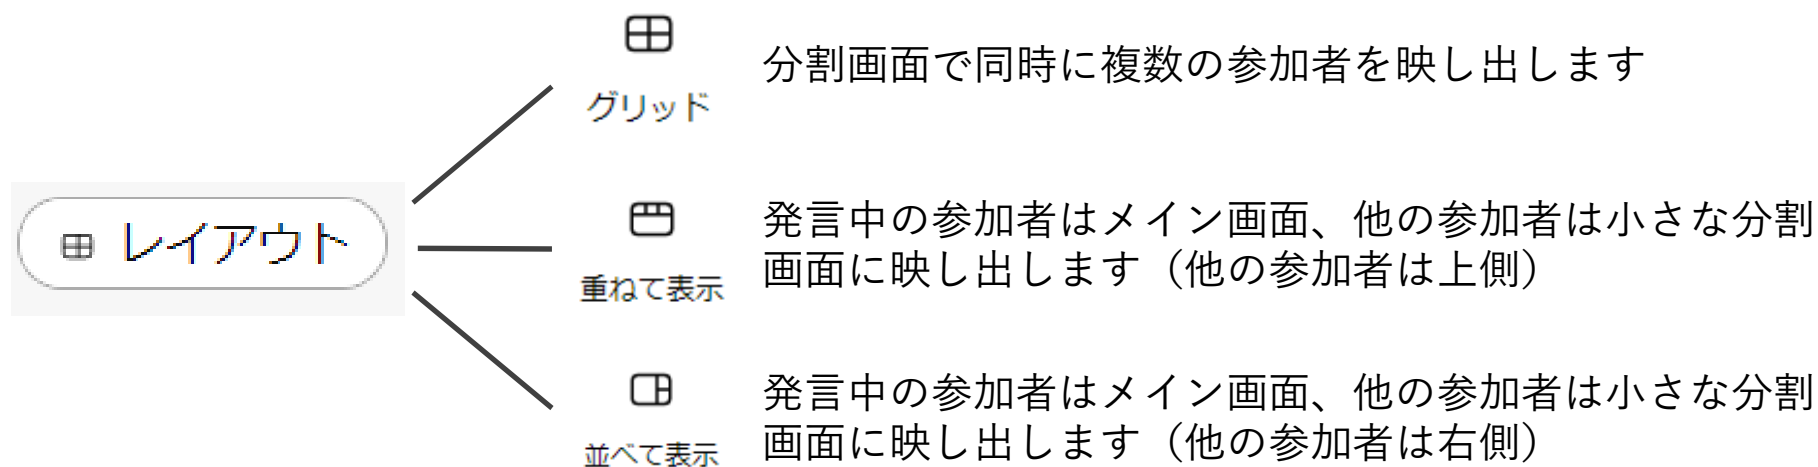 分割画面で同時に複数の参加者を映し出します
グリッド
レイアウト
発言中の参加者はメイン画面、他の参加者は小さな分割
画面に映し出します（他の参加者は上側）
重ねて表示
発言中の参加者はメイン画面、他の参加者は小さな分割
画面に映し出します（他の参加者は右側）
並べて表示